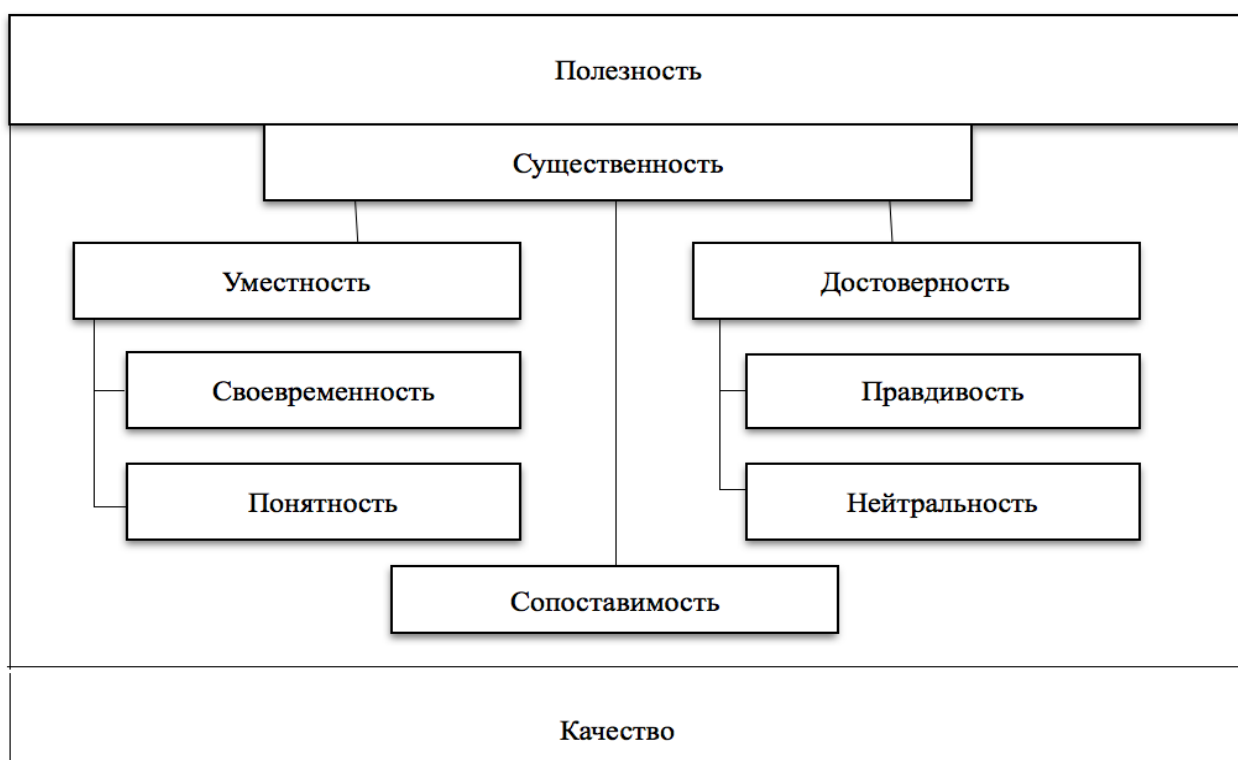 Полезность
Существенность
Уместность
Достоверность
Своевременность
Правдивость
Понятность
Нейтральность
Сопоставимость
Качество